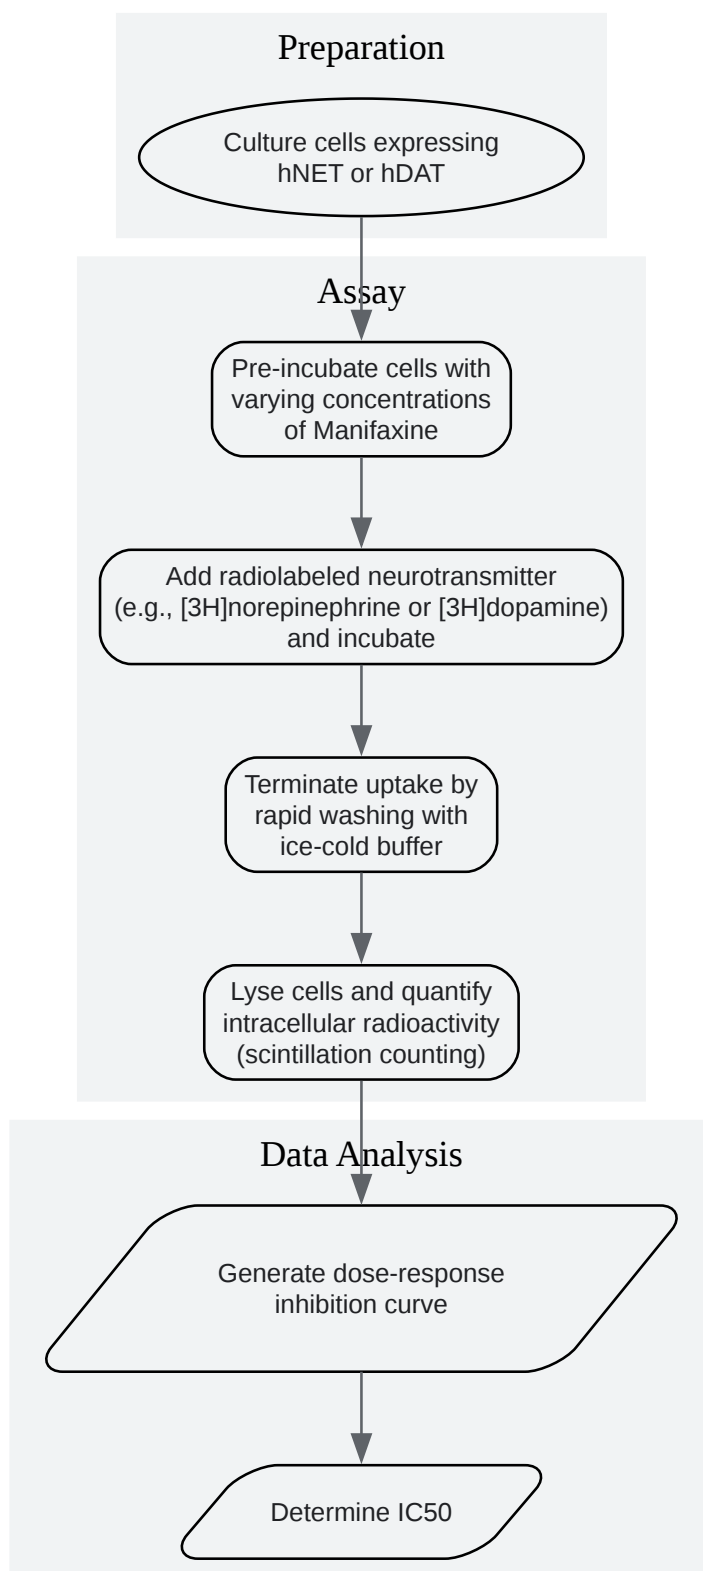 Preparation
Culture cells expressing
hNET or hDAT
Assay
Pre-incubate cells with
varying concentrations
of Manifaxine
Add radiolabeled neurotransmitter
(e.g., [3H]norepinephrine or [3H]dopamine)
and incubate
Terminate uptake by
rapid washing with
ice-cold buffer
Lyse cells and quantify
intracellular radioactivity
(scintillation counting)
Data Analysis
Generate dose-response
inhibition curve
Determine IC50